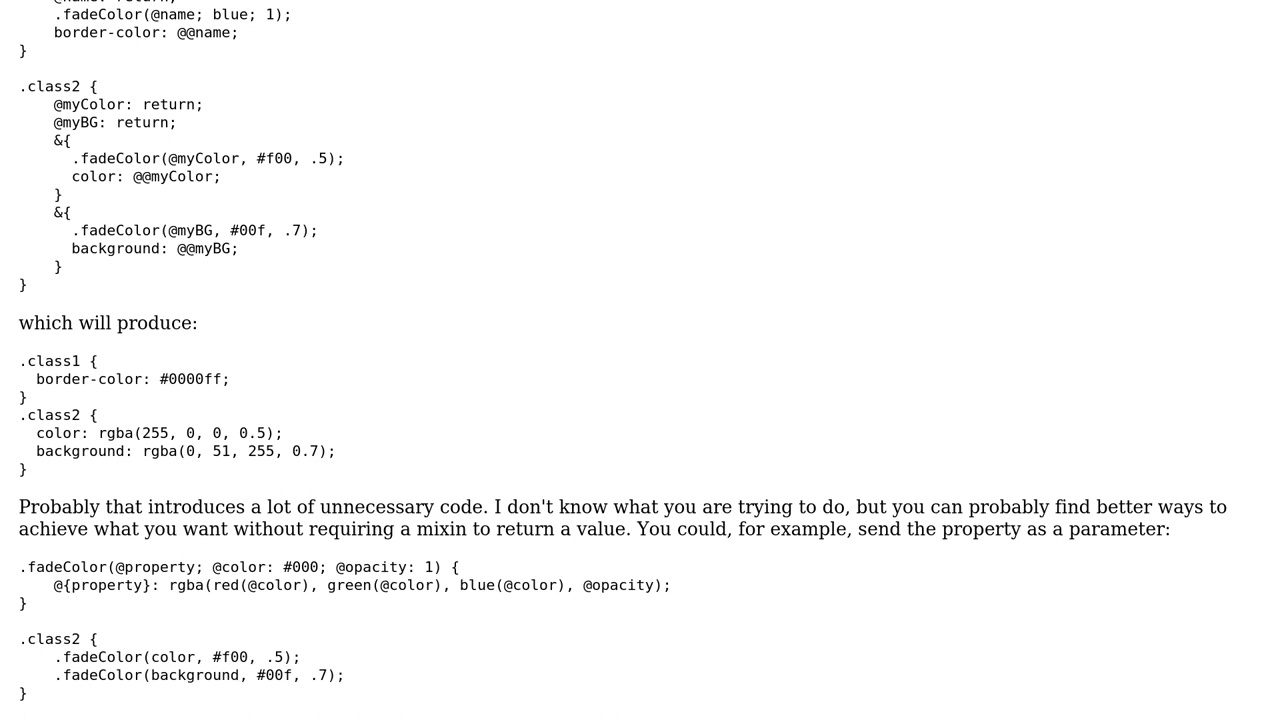 .fadeColor(@name; blue; 1);
border-color: @@name;
}
.class2 {
@myColor: return;
@myBG: return;
&{
.fadeColor(@myColor, #f00, .5);
color: @@myColor;
}
&{
.fadeColor(@myBG, #00f, .7);
background: @@myBG;
}
}
which will produce:
.class1 {
border-color: #0000ff;
}
.class2 {
color: rgba(255, 0, 0, 0.5);
background: rgba(0, 51, 255, 0.7);
}
Probably that introduces a lot of unnecessary code. I don't know what you are trying to do, but you can probably find better ways to
achieve what you want without requiring a mixin to return a value. You could, for example, send the property as a parameter:
.fadeColor(@property; @color: #000; @opacity: 1) {
@{property}: rgba(red(@color), green(@color), blue(@color), @opacity);
}
.class2 {
.fadeColor(color, #f00, .5);
.fadeColor(background, #00f, .7);
}